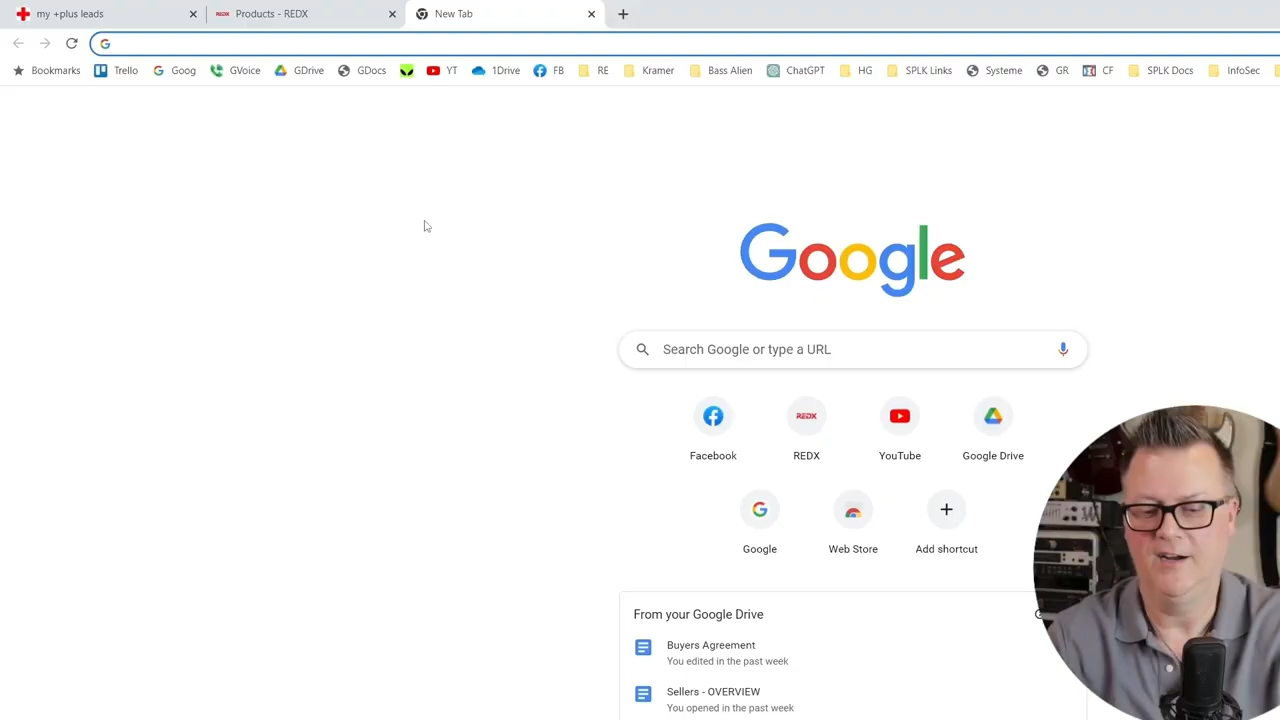 my +plus leads
REDX Products - REDX
New Tab
Bookmarks Trello Goog GVoice GDrive GDocs YT 1Drive FB RE Kramer Bass Alien ChatGPT HG SPLK Links Systeme GR CF SPLK Docs InfoSec
Google
Search Google or type a URL
REDX
Facebook REDX YouTube Google Drive
Google Web Store Add shortcut
From your Google Drive
Buyers Agreement
You edited in the past week
Sellers - OVERVIEW
You opened in the past week